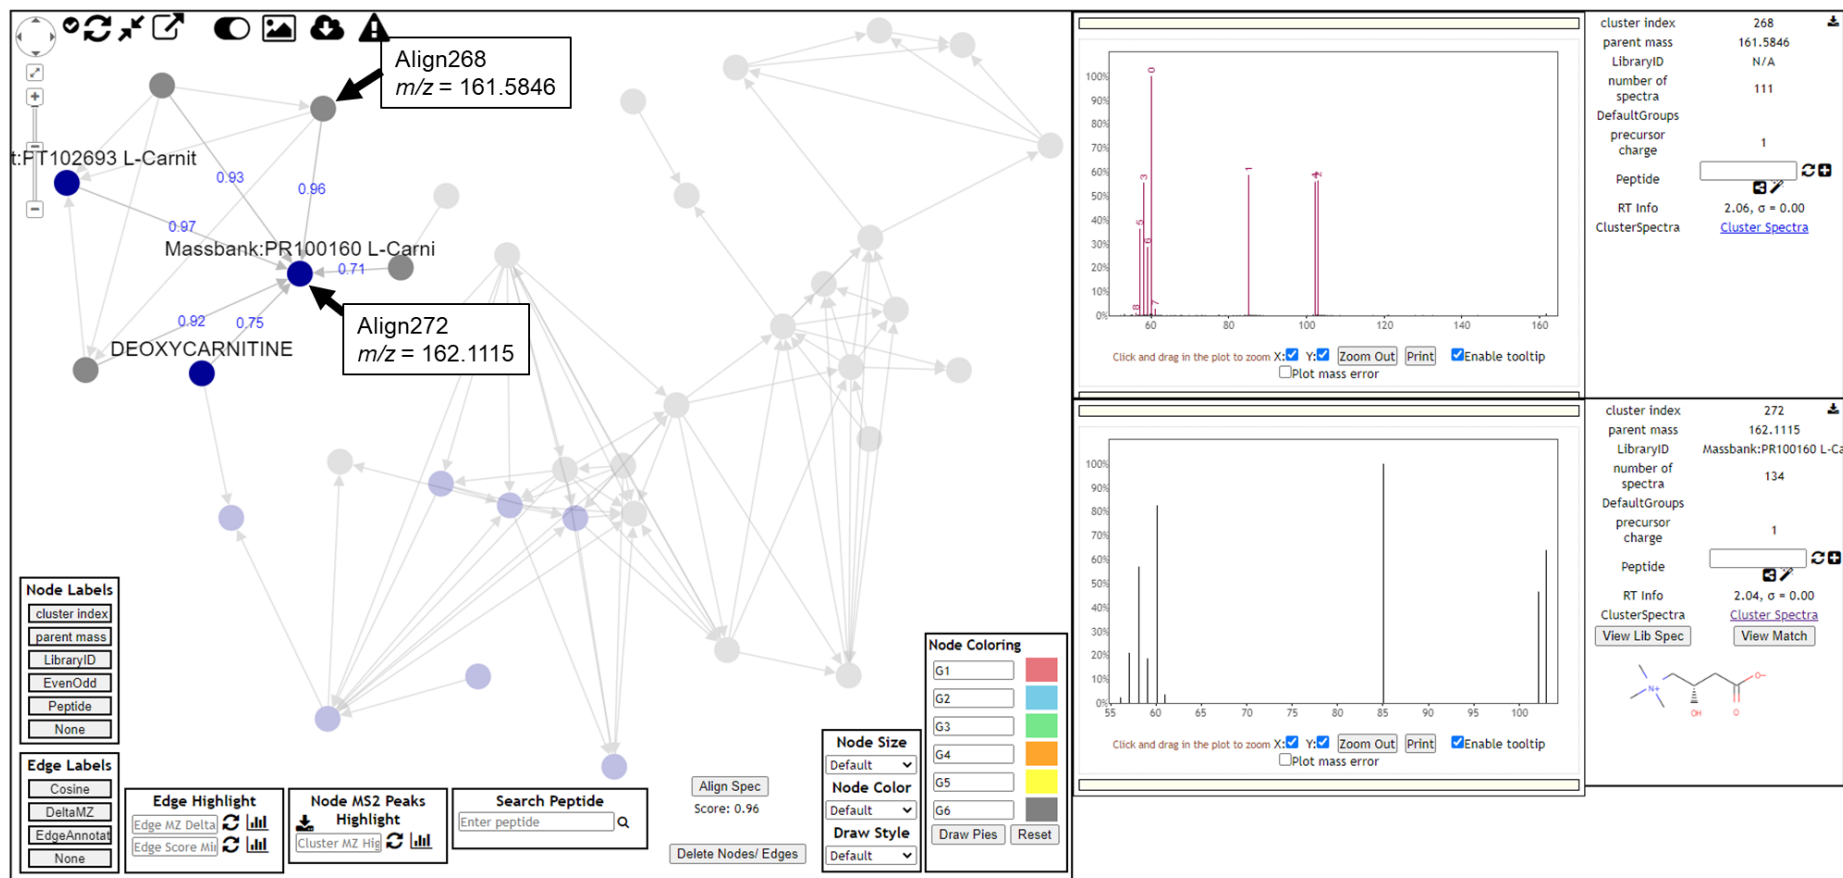 Align268
m/z = 161.5846
t:PT102693 L-Carnit
0.93
0.96
0.97
Massbank:PR100160 L-Carni
0.71
0.92
0.75
DEOXYCARNITINE
Align272
m/z = 162.1115
Node Labels
cluster index
parent mass
LibraryID
EvenOdd
Peptide
None
Edge Labels
Cosine
DeltaMZ
EdgeAnnotat
None
Edge Highlight
Edge MZ Delta
Edge Score Mi
Node MS2 Peaks
Highlight
Cluster MZ Hig
Search Peptide
Enter peptide
Align Spec
Score: 0.96
Delete Nodes/ Edges
Node Size
Default
Node Color
Default
Draw Style
Default
Node Coloring
G1
G2
G3
G4
G5
G6
Draw Pies Reset
100%
90%
80%
70%
60%
50%
40%
30%
20%
10%
0%
0
1
2
3
4
5
6
7
8
60 80 100 120 140 160
Click and drag in the plot to zoom X: Y: Zoom Out Print Enable tooltip
Plot mass error
cluster index 268
parent mass 161.5846
LibraryID N/A
number of
spectra 111
DefaultGroups
precursor
charge 1
Peptide
RT Info 2.06, σ = 0.00
ClusterSpectra Cluster Spectra
100%
90%
80%
70%
60%
50%
40%
30%
20%
10%
0%
55 60 65 70 75 80 85 90 95 100
Click and drag in the plot to zoom X: Y: Zoom Out Print Enable tooltip
Plot mass error
cluster index 272
parent mass 162.1115
LibraryID Massbank:PR100160 L-Ca
number of
spectra 134
DefaultGroups
precursor
charge 1
Peptide
RT Info 2.04, σ = 0.00
ClusterSpectra Cluster Spectra
View Lib Spec View Match
N+
OH
O
O−